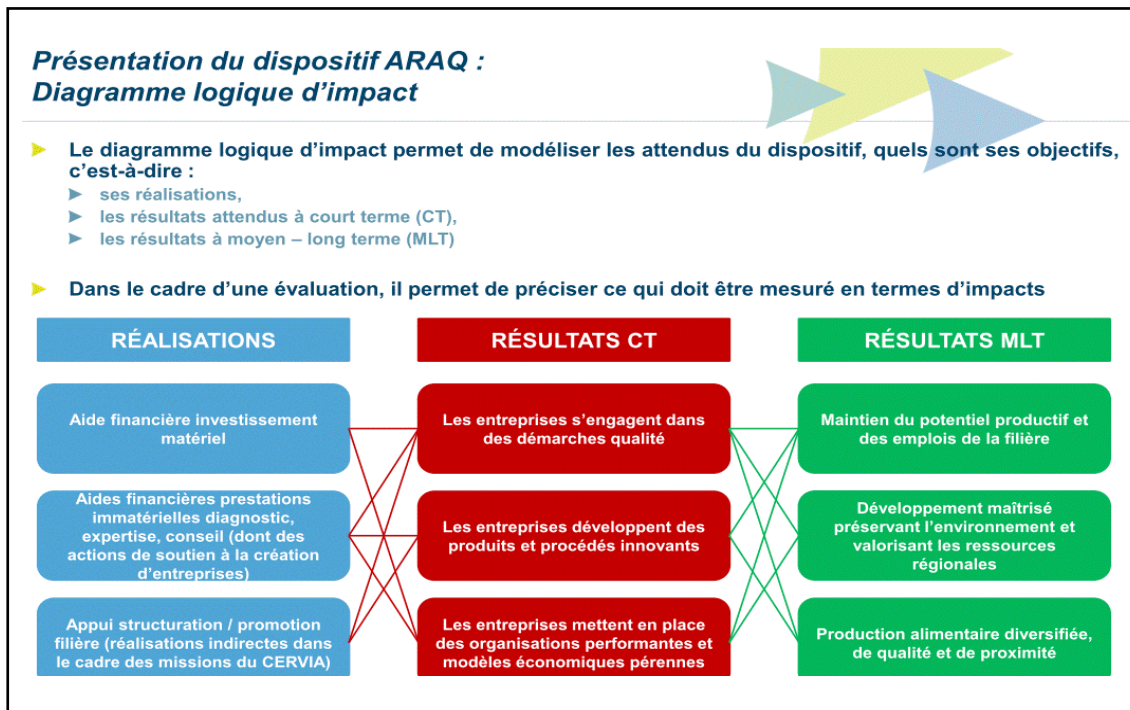 Présentation du dispositif ARAQ :
Diagramme logique d'impact
Le diagramme logique d'impact permet de modéliser les attendus du dispositif, quels sont ses objectifs,
c'est-à-dire :
ses réalisations,
les résultats attendus à court terme (CT),
les résultats à moyen – long terme (MLT)
Dans le cadre d'une évaluation, il permet de préciser ce qui doit être mesuré en termes d'impacts
RÉALISATIONS
Aide financière investissement
matériel
Aides financières prestations
immatérielles diagnostic,
expertise, conseil (dont des
actions de soutien à la création
d'entreprises)
Appui structuration / promotion
filière (réalisations indirectes dans
le cadre des missions du CERVIA)
RÉSULTATS CT
Les entreprises s'engagent dans
des démarches qualité
Les entreprises développent des
produits et procédés innovants
Les entreprises mettent en place
des organisations performantes et
modèles économiques pérennes
RÉSULTATS MLT
Maintien du potentiel productif et
des emplois de la filière
Développement maîtrisé
préservant l'environnement et
valorisant les ressources
régionales
Production alimentaire diversifiée,
de qualité et de proximité